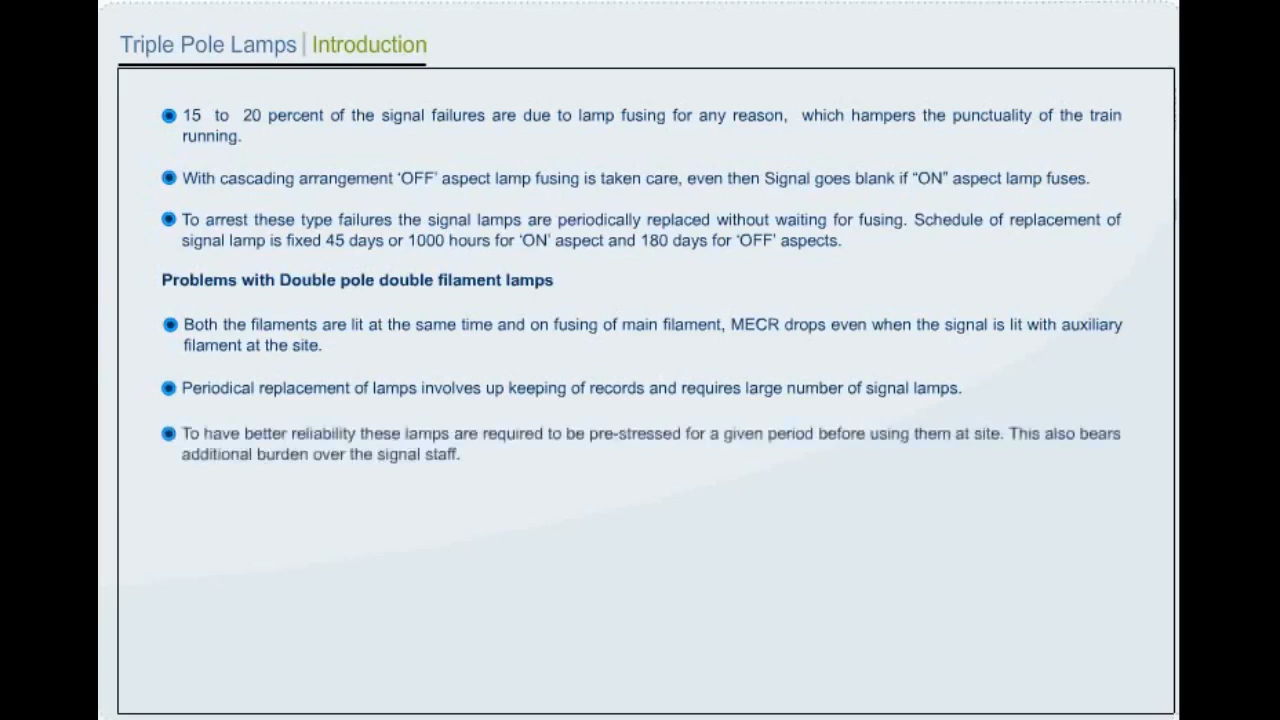 Triple Pole Lamps | Introduction
15 to 20 percent of the signal failures are due to lamp fusing for any reason, which hampers the punctuality of the train
running.
With cascading arrangement ‘OFF’ aspect lamp fusing is taken care, even then Signal goes blank if “ON” aspect lamp fuses.
To arrest these type failures the signal lamps are periodically replaced without waiting for fusing. Schedule of replacement of
signal lamp is fixed 45 days or 1000 hours for ‘ON’ aspect and 180 days for ‘OFF’ aspects.
Problems with Double pole double filament lamps
Both the filaments are lit at the same time and on fusing of main filament, MECR drops even when the signal is lit with auxiliary
filament at the site.
Periodical replacement of lamps involves up keeping of records and requires large number of signal lamps.
To have better reliability these lamps are required to be pre-stressed for a given period before using them at site. This also bears
additional burden over the signal staff.